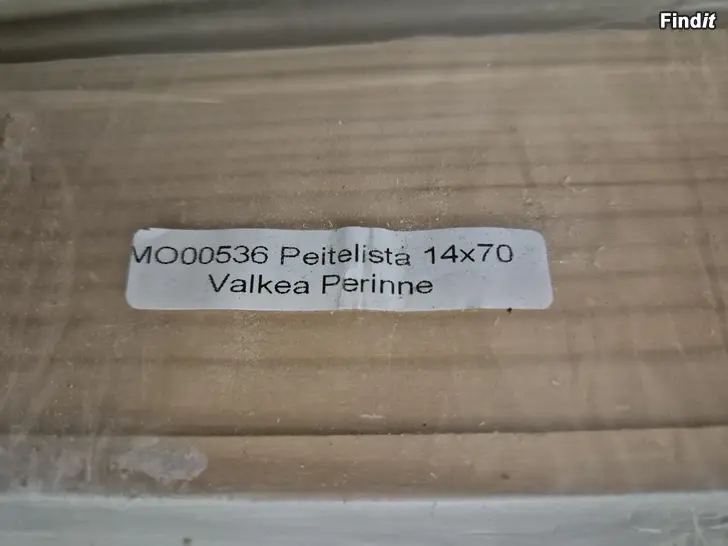 Findit
MO00536 Peitelista 14x70
Valkea Perinne